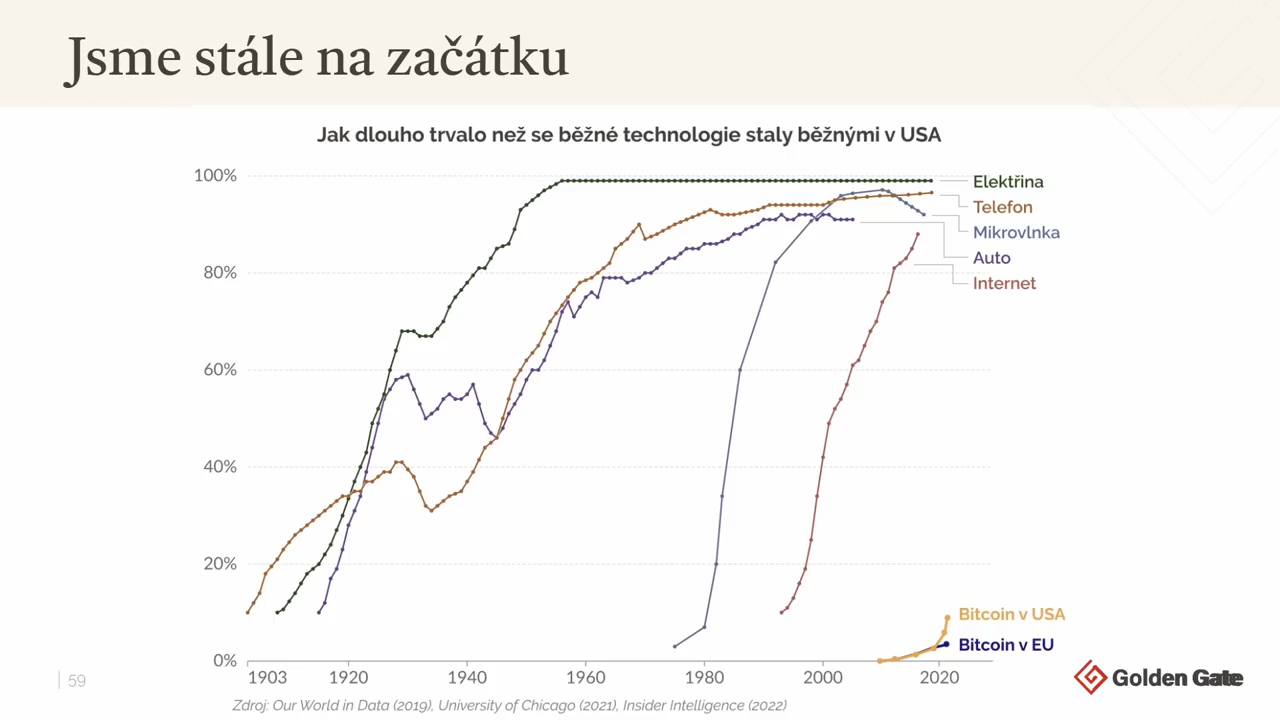 Jsme stále na začátku
Jak dlouho trvalo než se běžné technologie staly běžnými v USA
100%
80%
60%
40%
20%
0%
Elektřina
Telefon
Mikrovlnka
Auto
Internet
Bitcoin v USA
Bitcoin v EU
1903 1920 1940 1960 1980 2000 2020
Zdroj: Our World in Data (2019), University of Chicago (2021), Insider Intelligence (2022)
59
Golden Gate